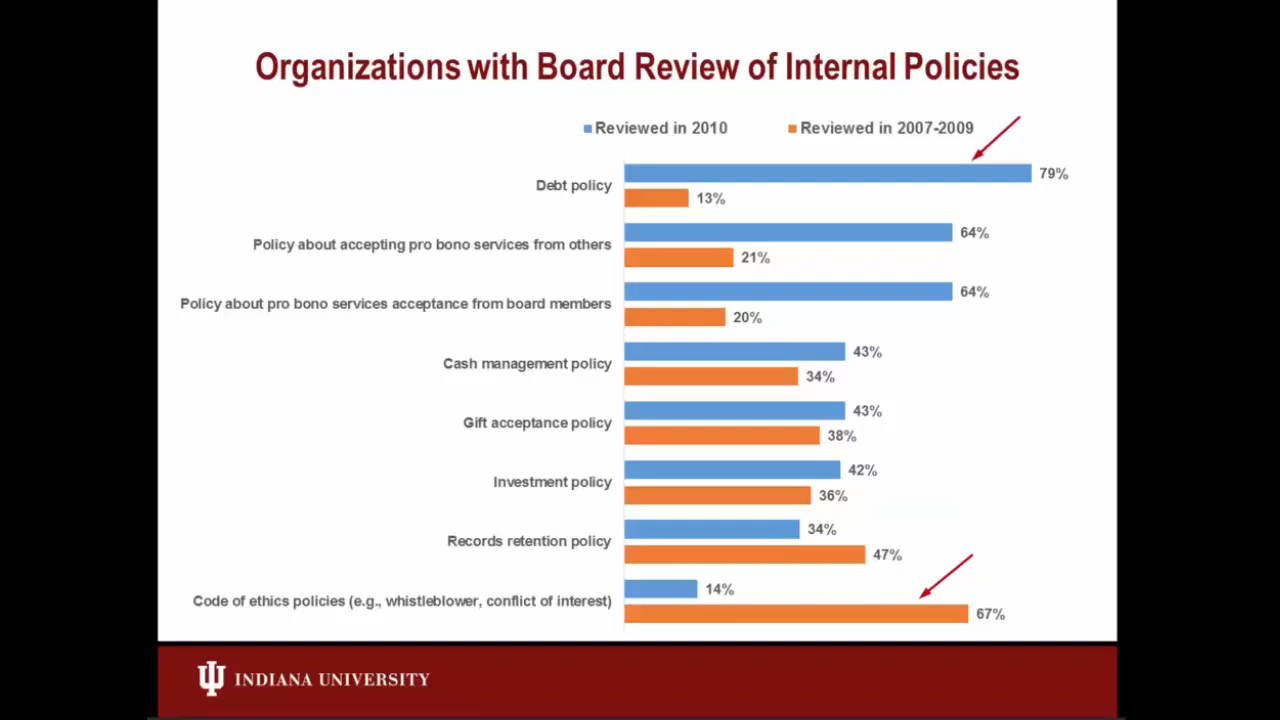 Organizations with Board Review of Internal Policies
Reviewed in 2010
Reviewed in 2007-2009
Debt policy
79%
13%
Policy about accepting pro bono services from others
64%
21%
Policy about pro bono services acceptance from board members
64%
20%
Cash management policy
43%
34%
Gift acceptance policy
43%
38%
Investment policy
42%
36%
Records retention policy
34%
47%
Code of ethics policies (e.g., whistleblower, conflict of interest)
14%
67%
INDIANA UNIVERSITY